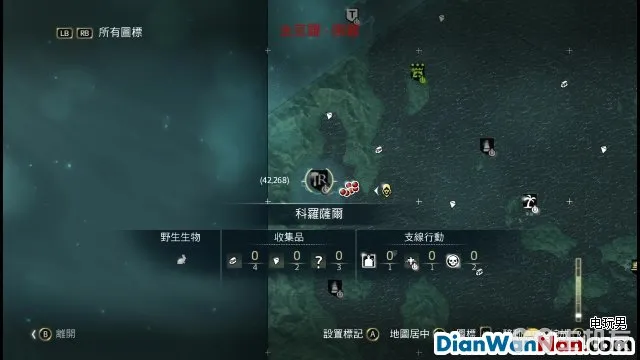 LB RB 所有圖標
(42,268)
科羅薩爾
野生生物 收集品 支線行動
0 0 0 0 0 0
4 2 3 1 1 2
B 離開 設置標記 A 地圖居中 圖標
电玩男
DianWanNan.com